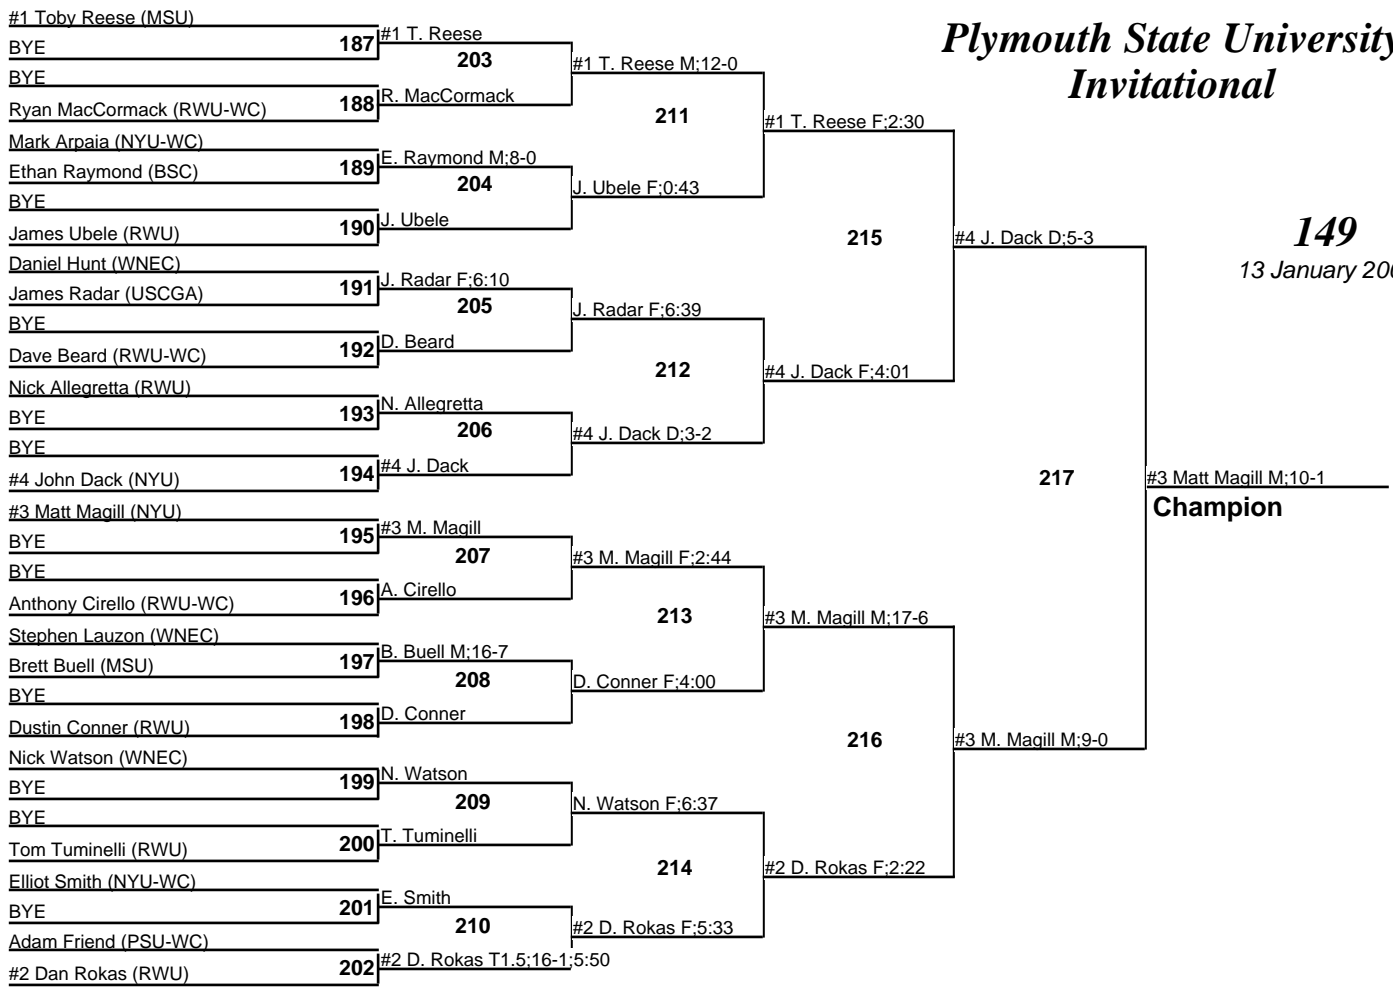 #1 Toby Reese (MSU)
BYE
187
BYE
Ryan MacCormack (RWU-WC)
188
Mark Arpaia (NYU-WC)
Ethan Raymond (BSC)
189
BYE
James Ubele (RWU)
190
Daniel Hunt (WNEC)
James Radar (USCGA)
191
BYE
Dave Beard (RWU-WC)
192
Nick Allegretta (RWU)
BYE
193
BYE
#4 John Dack (NYU)
194
#3 Matt Magill (NYU)
BYE
195
BYE
Anthony Cirello (RWU-WC)
196
Stephen Lauzon (WNEC)
Brett Buell (MSU)
197
BYE
Dustin Conner (RWU)
198
Nick Watson (WNEC)
BYE
199
BYE
Tom Tuminelli (RWU)
200
Elliot Smith (NYU-WC)
BYE
201
Adam Friend (PSU-WC)
#2 Dan Rokas (RWU)
202
#1 T. Reese
203
R. MacCormack
E. Raymond M;8-0
204
J. Ubele
J. Radar F;6:10
205
D. Beard
N. Allegretta
206
#4 J. Dack
#3 M. Magill
207
A. Cirello
B. Buell M;16-7
208
D. Conner
N. Watson
209
T. Tuminelli
E. Smith
210
#2 D. Rokas T1.5;16-1;5:50
#1 T. Reese M;12-0
211
J. Ubele F;0:43
J. Radar F;6:39
212
#4 J. Dack D;3-2
#3 M. Magill F;2:44
213
D. Conner F;4:00
N. Watson F;6:37
214
#2 D. Rokas F;5:33
#1 T. Reese F;2:30
215
#4 J. Dack F;4:01
#3 M. Magill M;17-6
216
#2 D. Rokas F;2:22
#4 J. Dack D;5-3
217
#3 M. Magill M;9-0
#3 Matt Magill M;10-1
Champion
Plymouth State University
Invitational
149
13 January 200